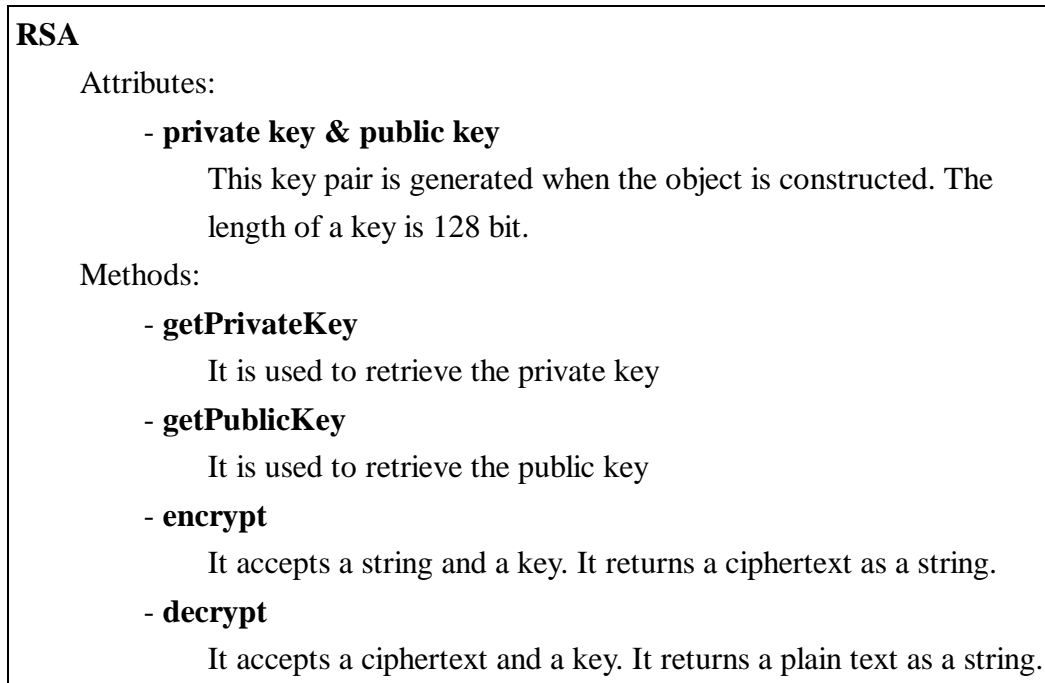 RSA
Attributes:
- private key & public key
This key pair is generated when the object is constructed. The
length of a key is 128 bit.
Methods:
- getPrivateKey
It is used to retrieve the private key
- getPublicKey
It is used to retrieve the public key
- encrypt
It accepts a string and a key. It returns a ciphertext as a string.
- decrypt
It accepts a ciphertext and a key. It returns a plain text as a string.